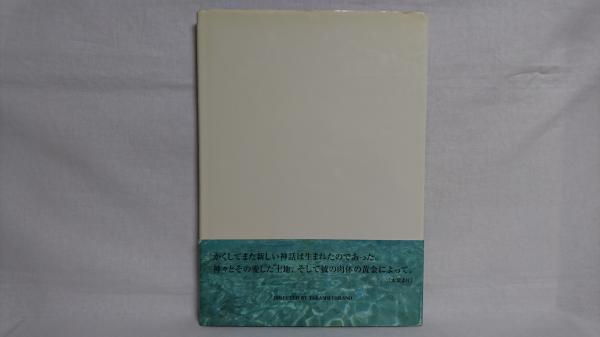 かくしてまた新しい神話は生まれたのであった。
神々とその愛した土地、そして彼の肉体の黄金によって。
DIRECTED BY